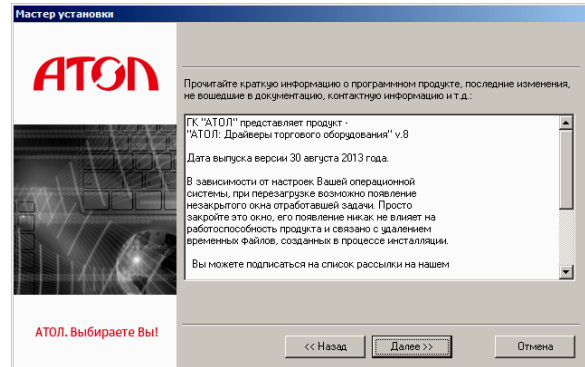 Мастер установки
АТОЛ
Прочитайте краткую информацию о программном продукте, последние изменения,
не вошедшие в документацию, контактную информацию и т.д.:
ГК "АТОЛ" представляет продукт -
"АТОЛ: Драйверы торгового оборудования" v.8
Дата выпуска версии 30 августа 2013 года.
В зависимости от настроек Вашей операционной
системы, при перезагрузке возможно появление
незакрытого окна отработавшей задачи. Просто
закройте это окно, его появление никак не влияет на
работоспособность продукта и связано с удалением
временных файлов, созданных в процессе инсталляции.
Вы можете подписаться на список рассылки на нашем
АТОЛ. Выбираете Вы!
<< Назад
Далее >>
Отмена